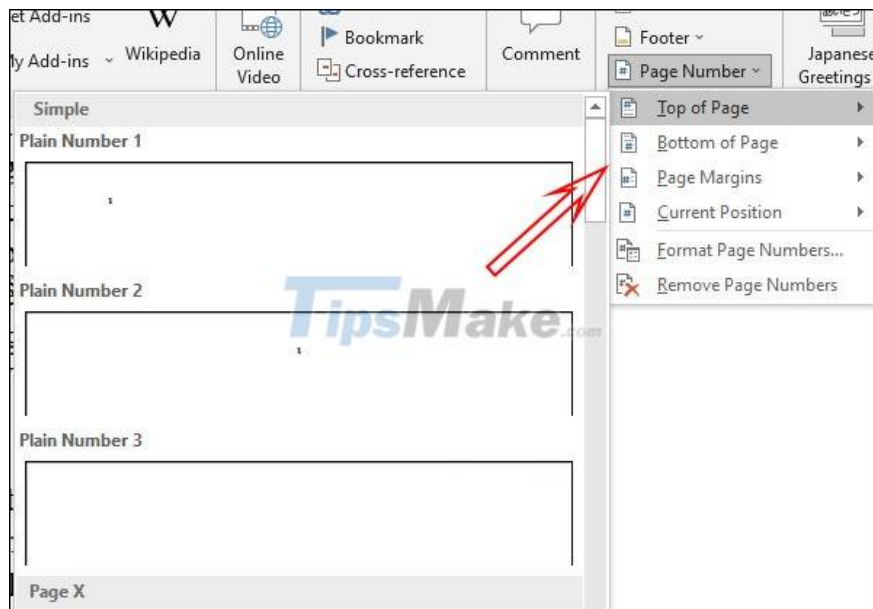 et Add-ins
W
Bookmark
Footer
y Add-ins
Wikipedia
Online
Video
Cross-reference
Comment
# Page Number
Japanese
Greetings
Simple
Top of Page
Plain Number 1
Bottom of Page
Page Margins
1
Current Position
Format Page Numbers...
Remove Page Numbers
Plain Number 2
TipsMake.com
1
Plain Number 3
Page X